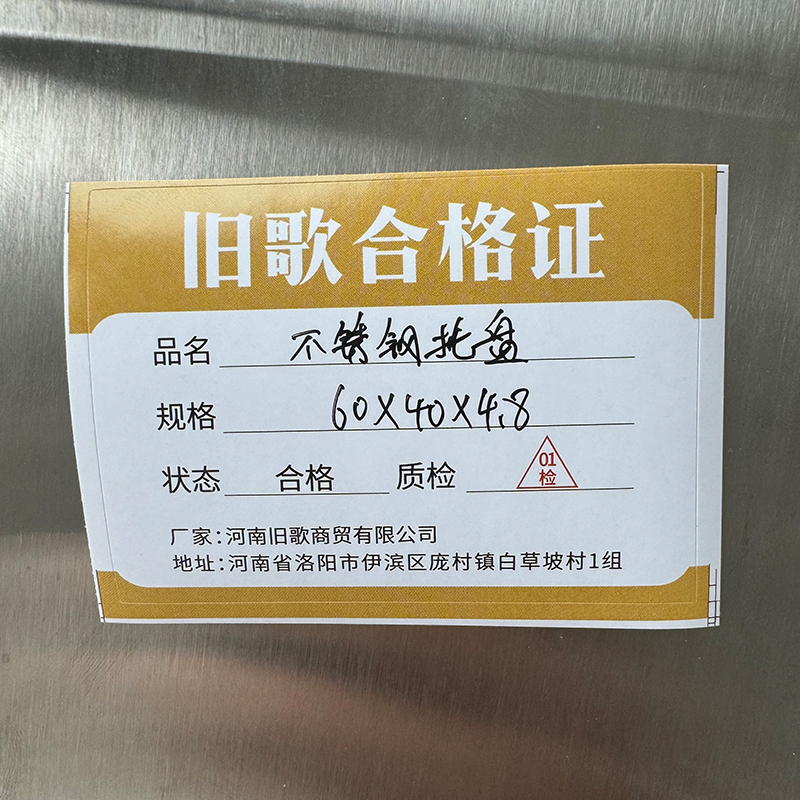 旧歌合格证
品名 不锈钢托盘
规格 60X40X4.8
状态 合格 质检 01检
厂家:河南旧歌商贸有限公司
地址:河南省洛阳市伊滨区庞村镇白草坡村1组